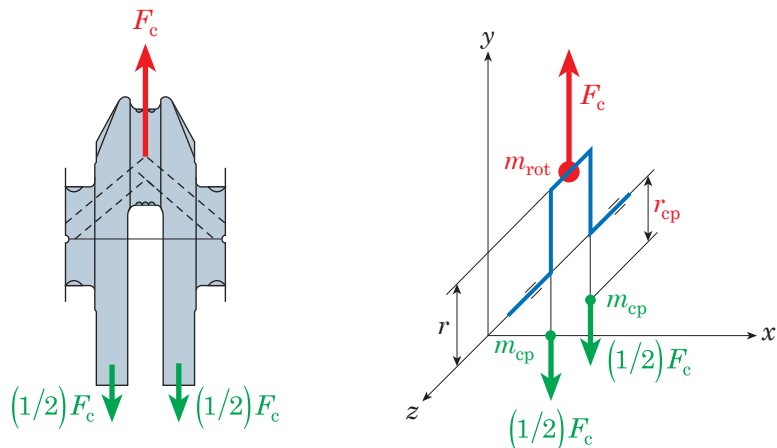 F_c
(1/2)F_c
(1/2)F_c
y
F_c
m_rot
r_cp
r
m_cp
m_cp
x
(1/2)F_c
z
(1/2)F_c